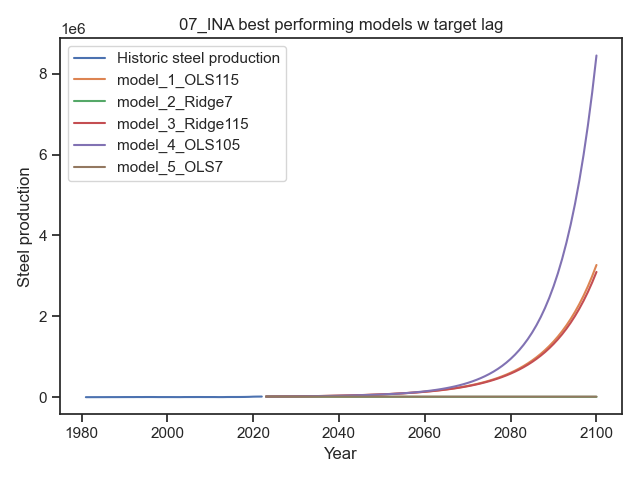 07_INA best performing models w target lag
1e6
Historic steel production
model_1_OLS115
model_2_Ridge7
model_3_Ridge115
model_4_OLS105
model_5_OLS7
8
6
4
2
0
Steel production
1980 2000 2020 2040 2060 2080 2100
Year